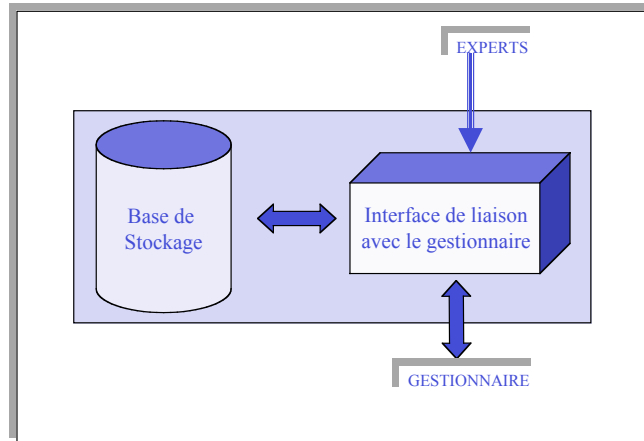 EXPERTS
Base de
Stockage
Interface de liaison
avec le gestionnaire
GESTIONNAIRE